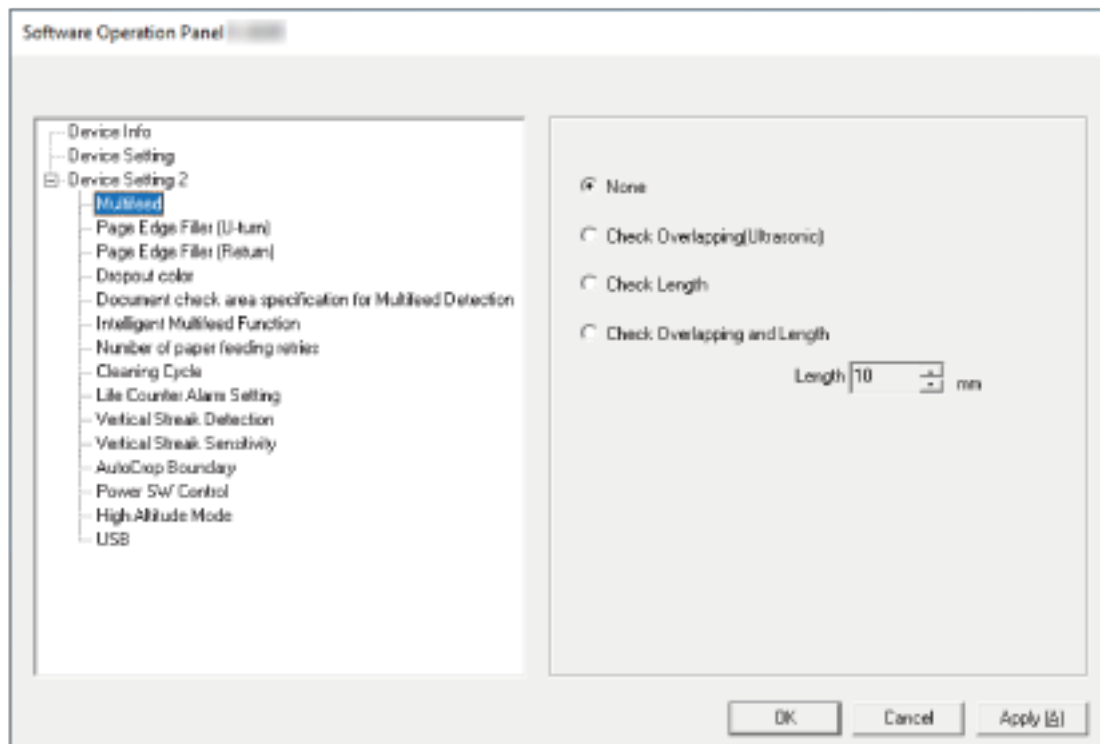 Software Operation Panel
Device Info
Device Setting
Device Setting 2
Multifeed
Page Edge Filler (U-turn)
Page Edge Filler (Return)
Dropout color
Document check area specification for Multifeed Detection
Intelligent Multifeed Function
Number of paper feeding retries
Cleaning Cycle
Life Counter Alarm Setting
Vertical Streak Detection
Vertical Streak Sensitivity
AutoCrop Boundary
Power SW Control
High Altitude Mode
USB
None
Check Overlapping(Ultrasonic)
Check Length
Check Overlapping and Length
Length 10 mm
OK Cancel Apply (A)